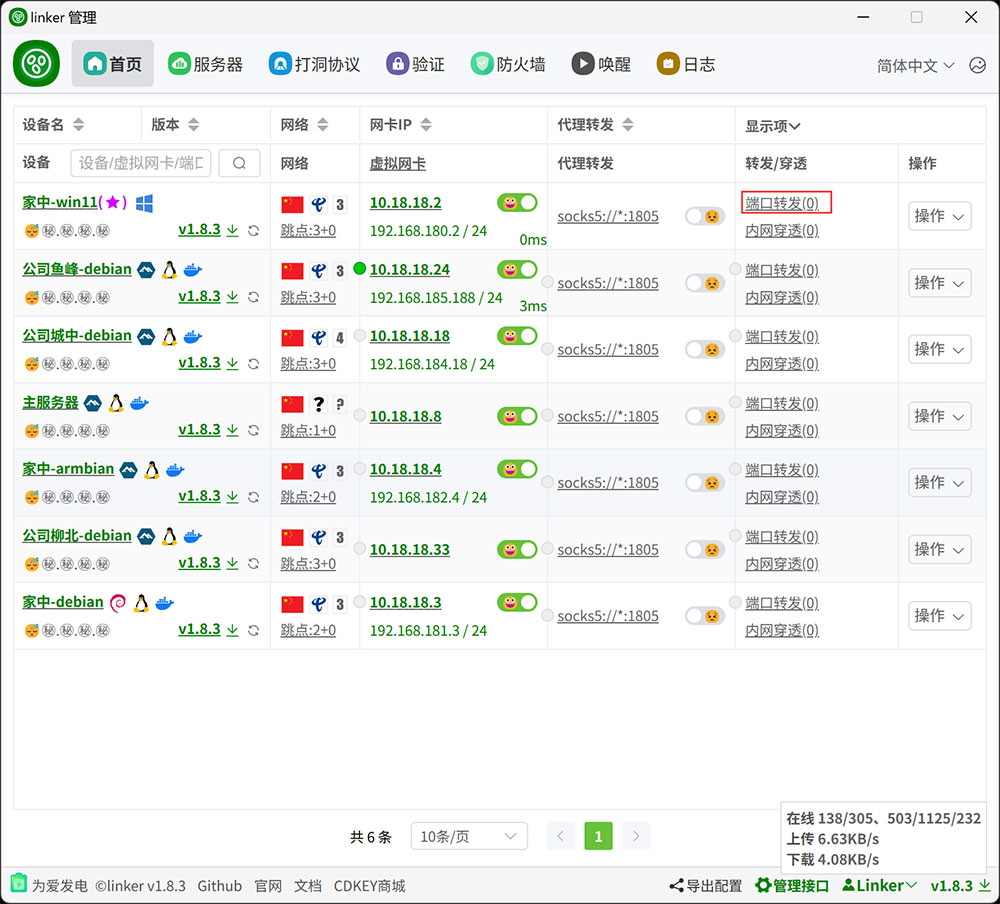 linker 管理
首页 服务器 打洞协议 验证 防火墙 唤醒 日志 简体中文
设备名 版本 网络 网卡IP 代理转发 显示项
设备 设备/虚拟网卡/端口 网络 虚拟网卡 代理转发 转发/穿透 操作
家中-win11(★) 3 10.18.18.2 socks5://*:1805 端口转发(0) 操作
㊙.㊙.㊙.㊙ v1.8.3 跳点:3+0 192.168.180.2 / 24 0ms 内网穿透(0)
公司鱼峰-debian 3 10.18.18.24 socks5://*:1805 端口转发(0) 操作
㊙.㊙.㊙.㊙ v1.8.3 跳点:3+0 192.168.185.188 / 24 3ms 内网穿透(0)
公司城中-debian 4 10.18.18.18 socks5://*:1805 端口转发(0) 操作
㊙.㊙.㊙.㊙ v1.8.3 跳点:3+0 192.168.184.18 / 24 内网穿透(0)
主服务器 ? ? 10.18.18.8 socks5://*:1805 端口转发(0) 操作
㊙.㊙.㊙.㊙ v1.8.3 跳点:1+0 内网穿透(0)
家中-armbian 3 10.18.18.4 socks5://*:1805 端口转发(0) 操作
㊙.㊙.㊙.㊙ v1.8.3 跳点:2+0 192.168.182.4 / 24 内网穿透(0)
公司柳北-debian 3 10.18.18.33 socks5://*:1805 端口转发(0) 操作
㊙.㊙.㊙.㊙ v1.8.3 跳点:3+0 内网穿透(0)
家中-debian 3 10.18.18.3 socks5://*:1805 端口转发(0) 操作
㊙.㊙.㊙.㊙ v1.8.3 跳点:2+0 192.168.181.3 / 24 内网穿透(0)
共 6 条 10条/页 1
在线 138/305、503/1125/232
上传 6.63KB/s
下载 4.08KB/s
为爱发电 ©linker v1.8.3 Github 官网 文档 CDKEY商城 导出配置 管理接口 Linker v1.8.3